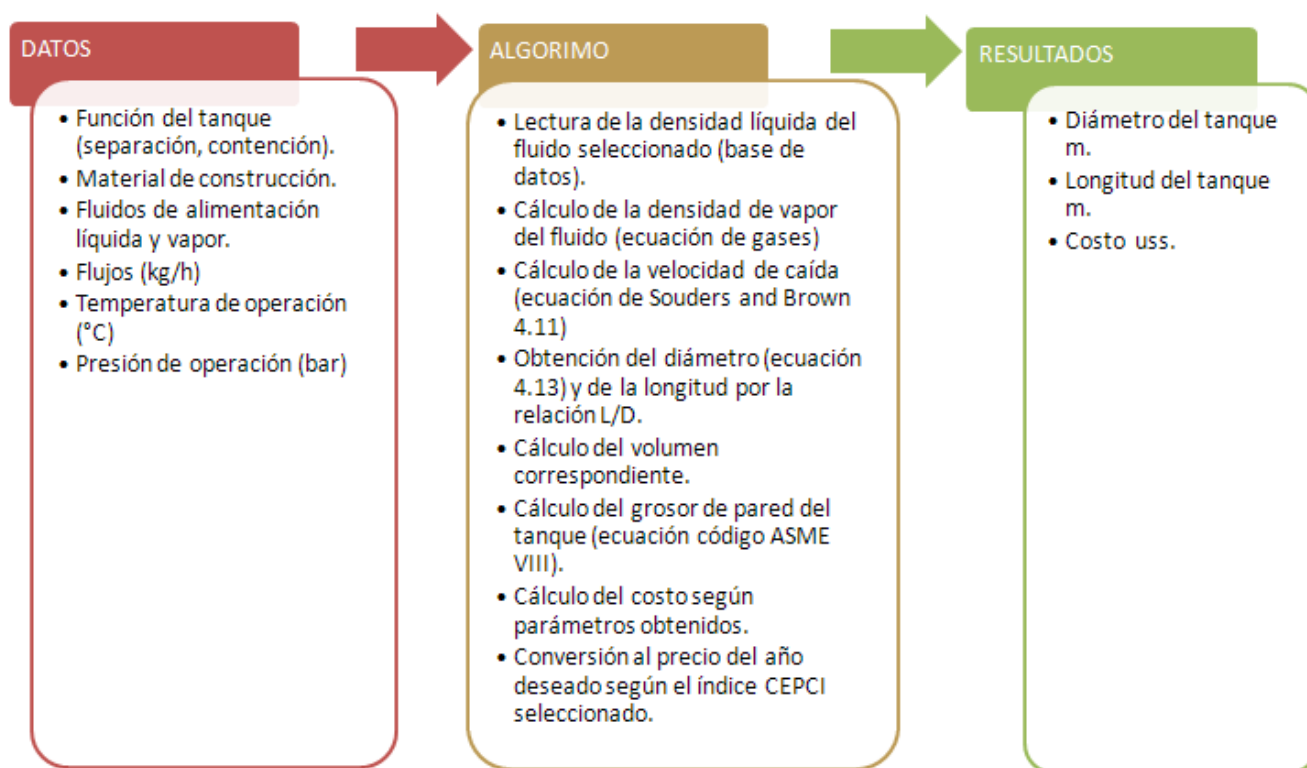 DATOS
• Función del tanque
(separación, contención).
• Material de construcción.
• Fluidos de alimentación
líquida y vapor.
• Flujos (kg/h)
• Temperatura de operación
(°C)
• Presión de operación (bar)
ALGORIMO
• Lectura de la densidad líquida del
fluido seleccionado (base de
datos).
• Cálculo de la densidad de vapor
del fluido (ecuación de gases)
• Cálculo de la velocidad de caída
(ecuación de Souders and Brown
4.11)
• Obtención del diámetro (ecuación
4.13) y de la longitud por la
relación L/D.
• Cálculo del volumen
correspondiente.
• Cálculo del grosor de pared del
tanque (ecuación código ASME
VIII).
• Cálculo del costo según
parámetros obtenidos.
• Conversión al precio del año
deseado según el índice CEPCI
seleccionado.
RESULTADOS
• Diámetro del tanque
m.
• Longitud del tanque
m.
• Costo uss.